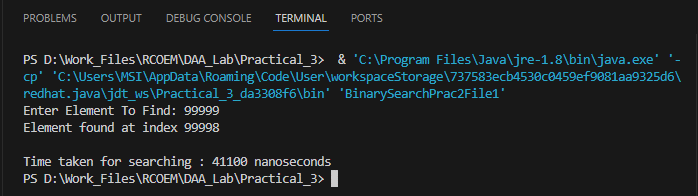 PROBLEMS OUTPUT DEBUG CONSOLE TERMINAL PORTS
PS D:\Work_Files\RCOEM\DAA_Lab\Practical_3>  & 'C:\Program Files\Java\jre-1.8\bin\java.exe' '-
cp' 'C:\Users\MSI\AppData\Roaming\Code\User\workspaceStorage\737583ecb4530c0459ef9081aa9325d6\
redhat.java\jdt_ws\Practical_3_da3308f6\bin' 'BinarySearchPrac2File1'
Enter Element To Find: 99999
Element found at index 99998
Time taken for searching : 41100 nanoseconds
PS D:\Work_Files\RCOEM\DAA_Lab\Practical_3>